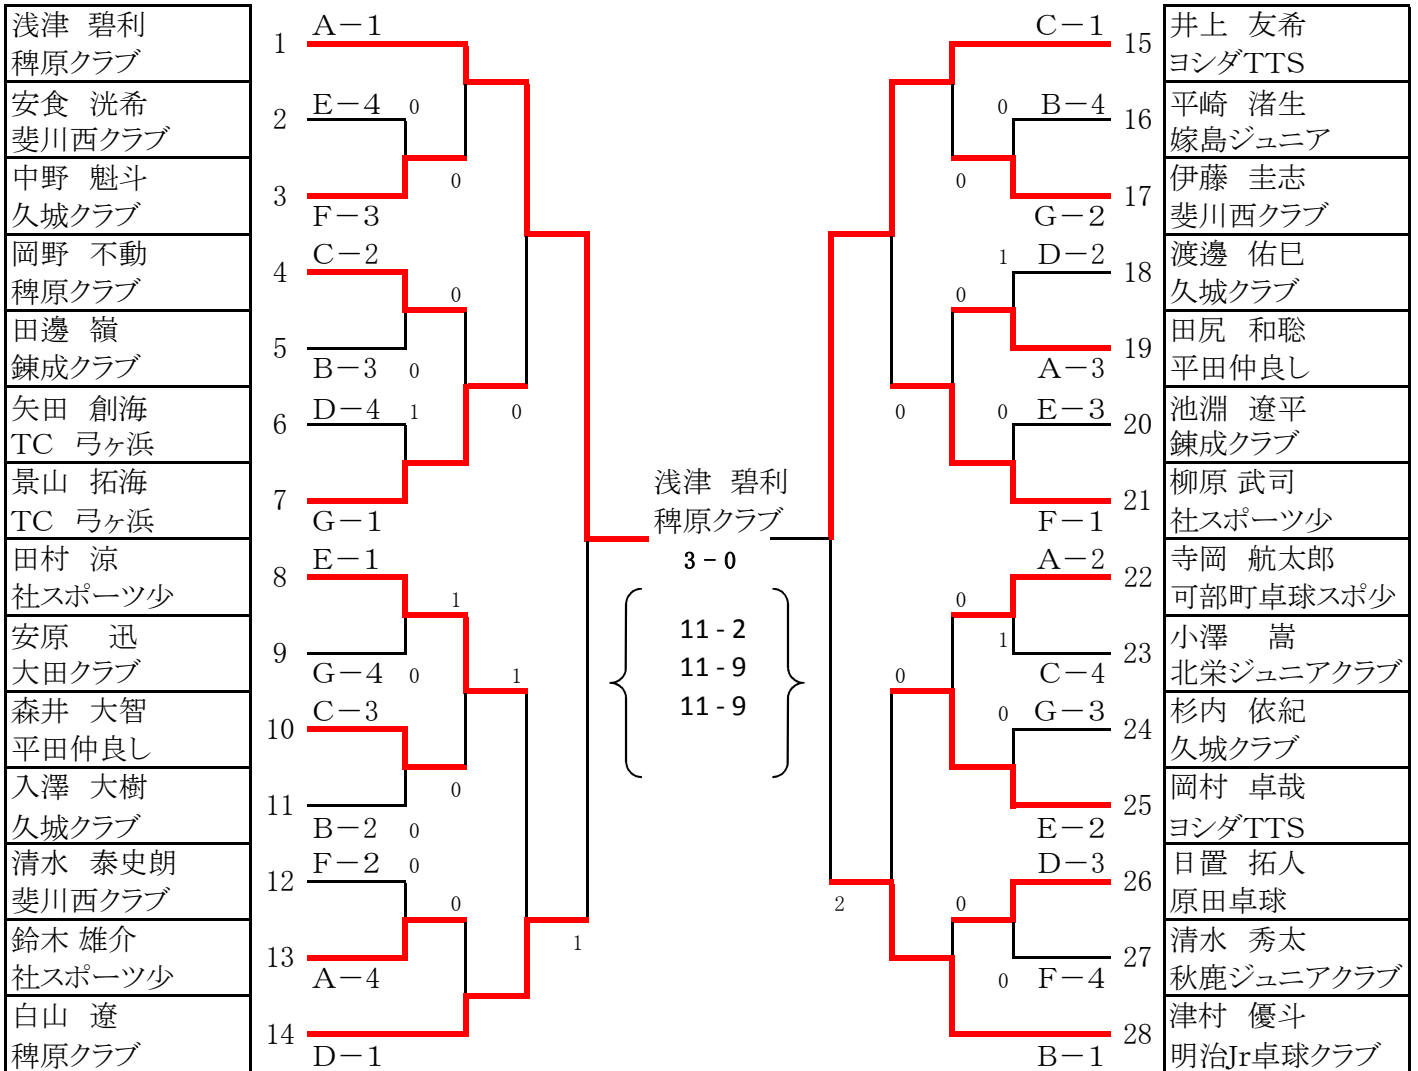 浅津 碧利
稗原クラブ
1
A-1
安食 洸希
斐川西クラブ
2
E-4
0
中野 魁斗
久城クラブ
3
F-3
0
岡野 不動
稗原クラブ
4
C-2
0
田邊 嶺
錬成クラブ
5
B-3
0
矢田 創海
TC 弓ヶ浜
6
D-4
1
0
景山 拓海
TC 弓ヶ浜
7
G-1
田村 涼
社スポーツ少
8
E-1
1
安原 迅
大田クラブ
9
G-4
0
1
森井 大智
平田仲良し
10
C-3
0
入澤 大樹
久城クラブ
11
B-2
0
清水 泰史朗
斐川西クラブ
12
F-2
0
0
鈴木 雄介
社スポーツ少
13
A-4
1
白山 遼
稗原クラブ
14
D-1
浅津 碧利
稗原クラブ
3-0
11-2
11-9
11-9
C-1
15
井上 友希
ヨシダTTS
0
B-4
16
平崎 渚生
嫁島ジュニア
0
G-2
17
伊藤 圭志
斐川西クラブ
1
D-2
18
渡邊 佑巳
久城クラブ
0
A-3
19
田尻 和聡
平田仲良し
0
0
E-3
20
池淵 遼平
錬成クラブ
F-1
21
柳原 武司
社スポーツ少
0
A-2
22
寺岡 航太郎
可部町卓球スポ少
1
C-4
23
小澤 嵩
北栄ジュニアクラブ
0
0
G-3
24
杉内 依紀
久城クラブ
E-2
25
岡村 卓哉
ヨシダTTS
2
0
D-3
26
日置 拓人
原田卓球
0
F-4
27
清水 秀太
秋鹿ジュニアクラブ
B-1
28
津村 優斗
明治Jr卓球クラブ